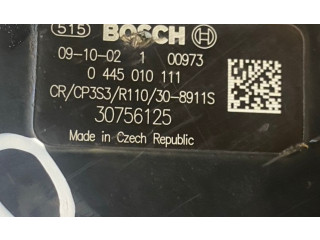 515 BOSCH
09-10-02 1 00973
0 445 010 111
CR/CP3S3/R110/30-8911S
30756125
Made in Czech Republic